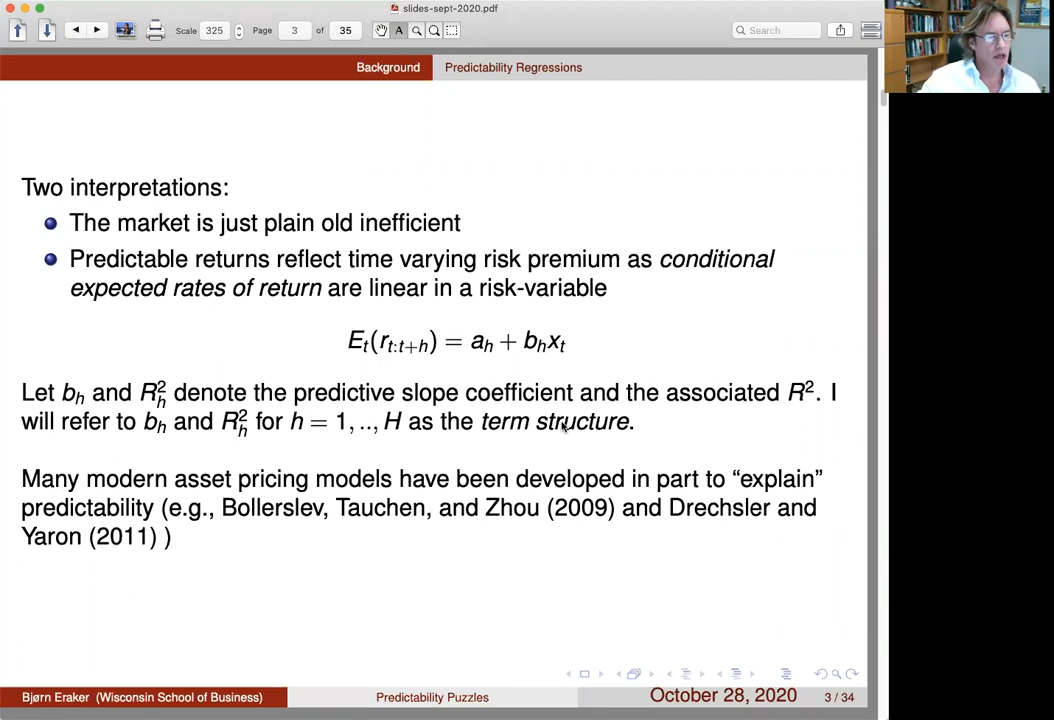 slides-sept-2020.pdf
Scale 325 Page 3 of 35 A Search
Background Predictability Regressions
Two interpretations:
The market is just plain old inefficient
Predictable returns reflect time varying risk premium as conditional
expected rates of return are linear in a risk-variable
E_t(r_{t:t+h}) = a_h + b_h x_t
Let b_h and R²_h denote the predictive slope coefficient and the associated R². I
will refer to b_h and R²_h for h = 1, .., H as the term structure.
Many modern asset pricing models have been developed in part to “explain”
predictability (e.g., Bollerslev, Tauchen, and Zhou (2009) and Drechsler and
Yaron (2011) )
Bjørn Eraker (Wisconsin School of Business) Predictability Puzzles October 28, 2020 3 / 34